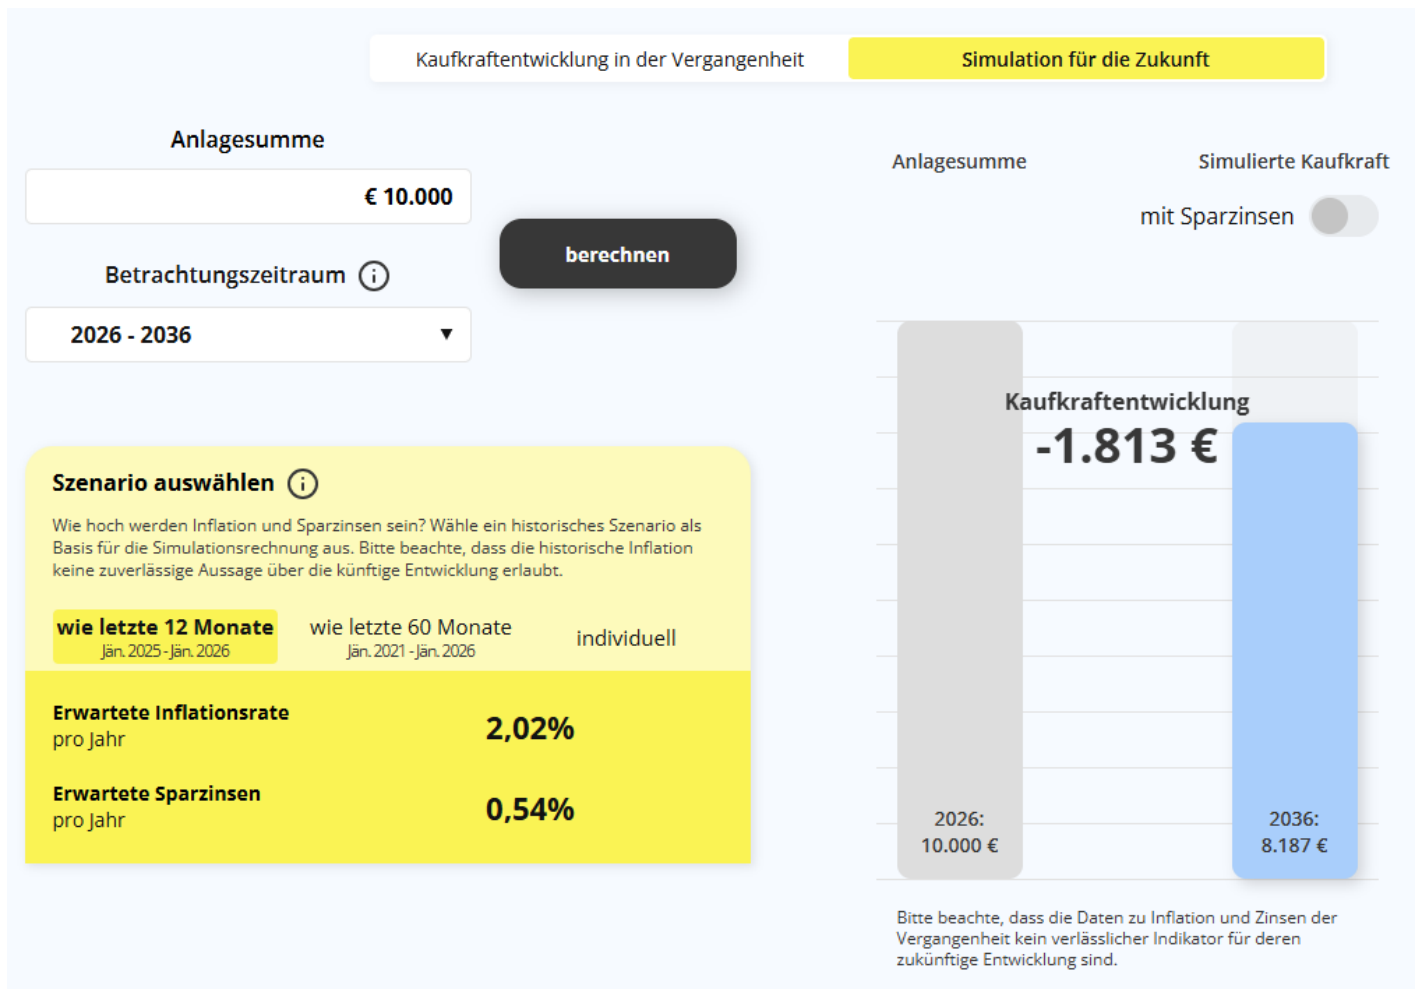 Kaufkraftentwicklung in der Vergangenheit
Simulation für die Zukunft
Anlagesumme
€ 10.000
Betrachtungszeitraum
2026 - 2036
berechnen
Szenario auswählen
Wie hoch werden Inflation und Sparzinsen sein? Wähle ein historisches Szenario als
Basis für die Simulationsrechnung aus. Bitte beachte, dass die historische Inflation
keine zuverlässige Aussage über die künftige Entwicklung erlaubt.
wie letzte 12 Monate
Jän. 2025 - Jän. 2026
wie letzte 60 Monate
Jän. 2021 - Jän. 2026
individuell
Erwartete Inflationsrate
pro Jahr
2,02%
Erwartete Sparzinsen
pro Jahr
0,54%
Anlagesumme
Simulierte Kaufkraft
mit Sparzinsen
Kaufkraftentwicklung
-1.813 €
2026:
10.000 €
2036:
8.187 €
Bitte beachte, dass die Daten zu Inflation und Zinsen der
Vergangenheit kein verlässlicher Indikator für deren
zukünftige Entwicklung sind.